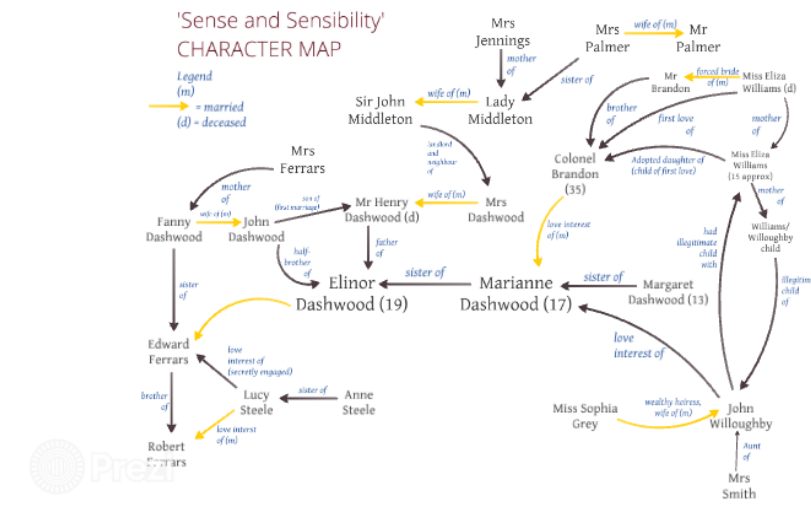 'Sense and Sensibility'
CHARACTER MAP
Legend
(m)
= married
(d) = deceased
Mrs
Jennings
mother
of
Mrs
Palmer
wife of (m)
Mr
Palmer
sister of
Sir John
Middleton
wife of (m)
Lady
Middleton
Mr
Brandon
forced bride
of (m)
Miss Eliza
Williams (d)
brother
of
first love
of
mother
of
landlord
and
neighbour
of
Colonel
Brandon
(35)
Adopted daughter of
(child of first love)
Miss Eliza
Williams
(15 approx)
mother
of
Williams/
Willoughby
child
Mrs
Ferrars
mother
of
Fanny
Dashwood
wife of (m)
John
Dashwood
son of
(first marriage)
Mr Henry
Dashwood (d)
wife of (m)
Mrs
Dashwood
half-
brother
of
father
of
love interest
of (m)
had
illegitimate
child
with
illegitim
child
of
Elinor
Dashwood (19)
sister of
Marianne
Dashwood (17)
sister of
Margaret
Dashwood (13)
sister
of
love
interest of
Edward
Ferrars
love
interest of
(secretly engaged)
brother
of
Lucy
Steele
sister of
Anne
Steele
love interst
of (m)
Robert
Ferrars
Miss Sophia
Grey
wealthy heiress,
wife of (m)
John
Willoughby
Aunt
of
Mrs
Smith
Prezi